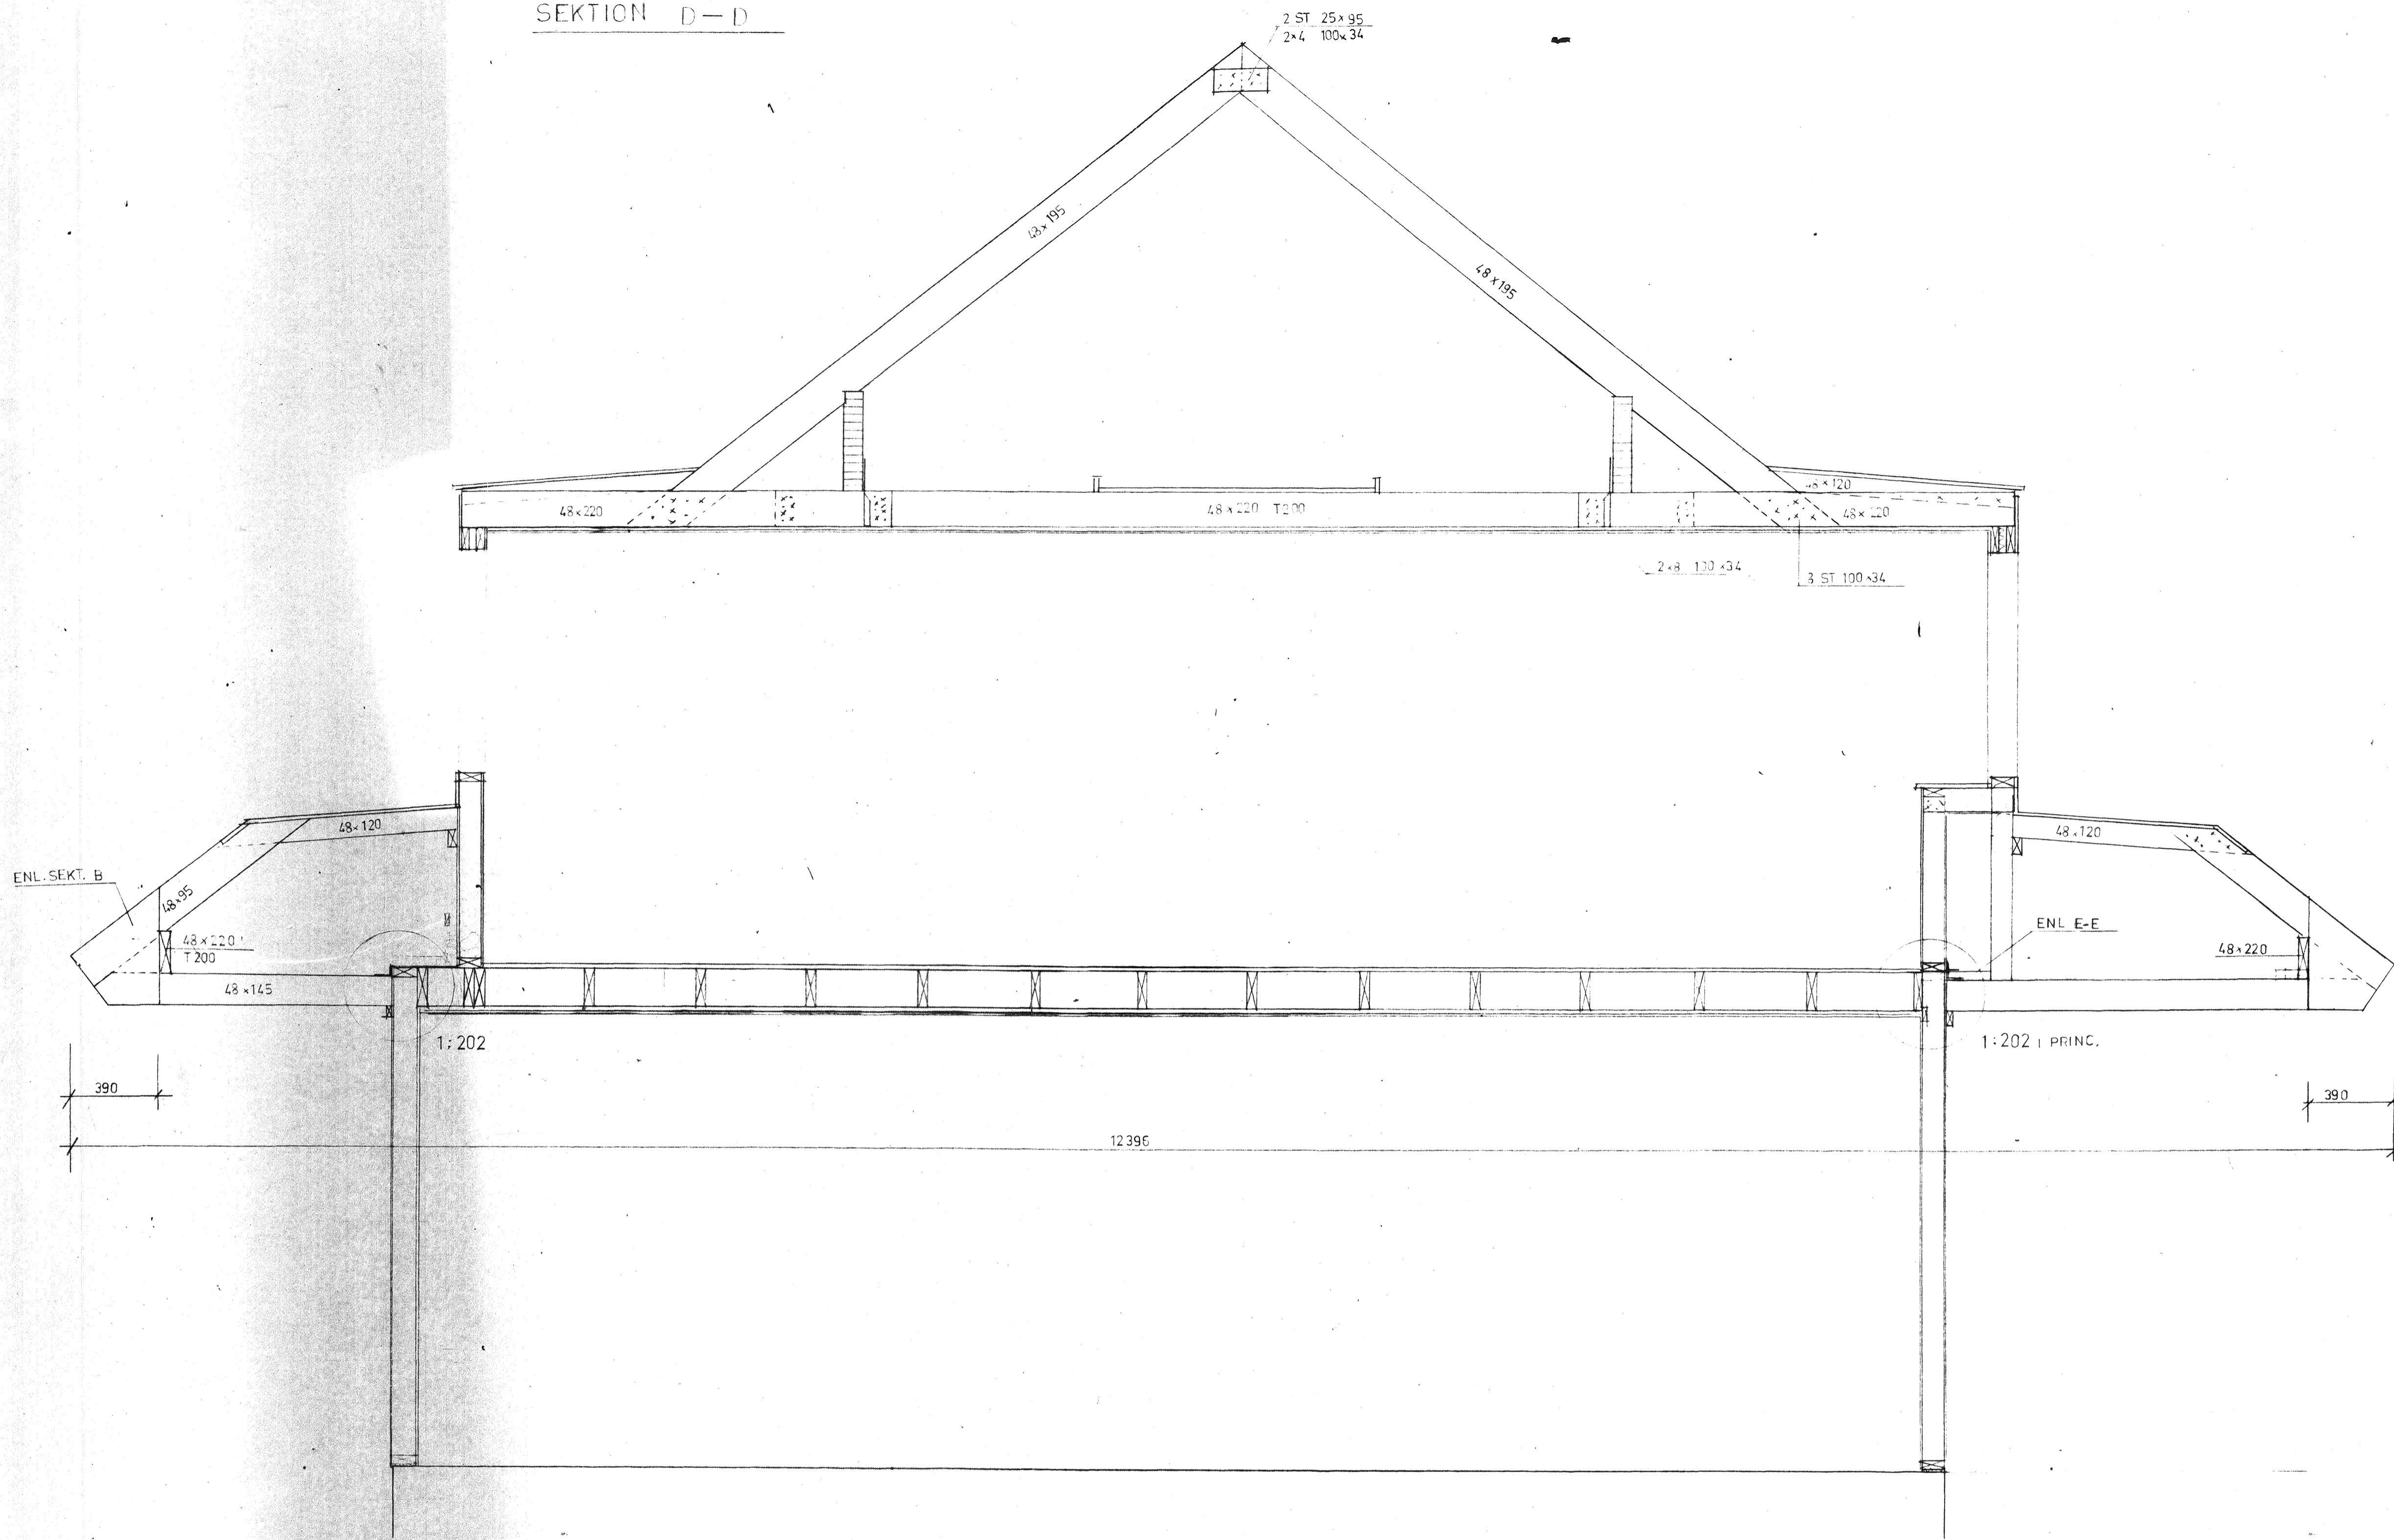 SEKTION D-D
2 ST 25×95
2×4 100×34
48×195
48×195
48×220
48×220 T200
48×120
48×220
2×8 100×34
8 ST 100×34
48×120
48×120
ENL. SEKT. B
48×95
48×220
T200
48×145
ENL E-E
48×220
1:202
1:202 I PRINC.
390
390
12396